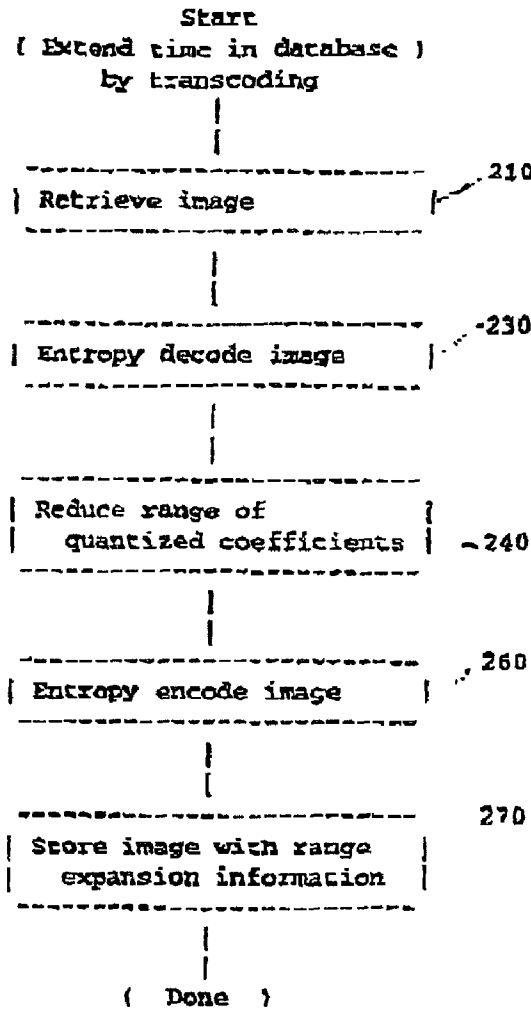 Start
( Extend time in database )
by transcoding
210
Retrieve image
230
Entropy decode image
Reduce range of
quantized coefficients
240
260
Entropy encode image
270
Store image with range
expansion information
( Done )